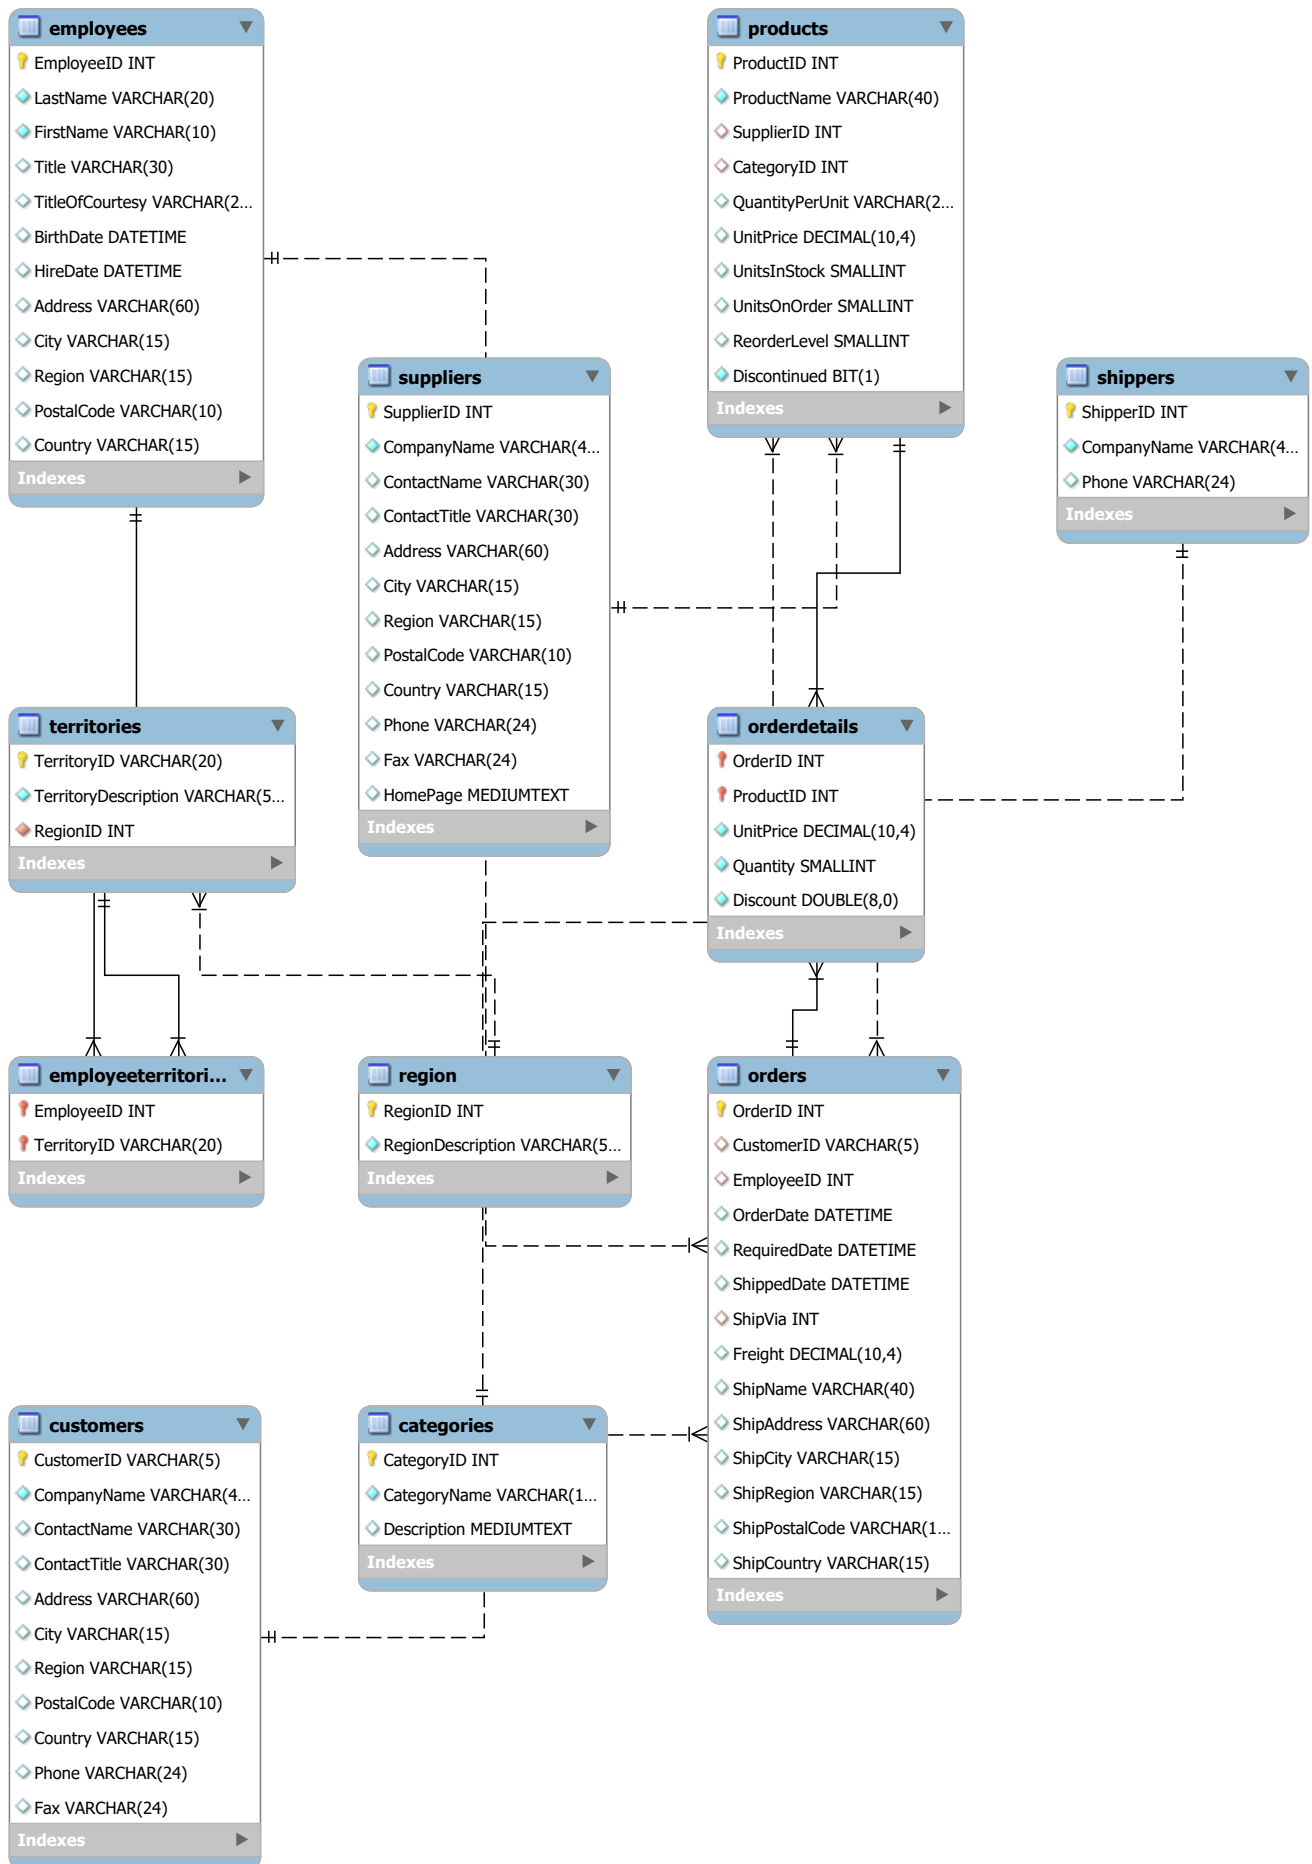 employees
EmployeeID INT
LastName VARCHAR(20)
FirstName VARCHAR(10)
Title VARCHAR(30)
TitleOfCourtesy VARCHAR(2...
BirthDate DATETIME
HireDate DATETIME
Address VARCHAR(60)
City VARCHAR(15)
Region VARCHAR(15)
PostalCode VARCHAR(10)
Country VARCHAR(15)
Indexes
products
ProductID INT
ProductName VARCHAR(40)
SupplierID INT
CategoryID INT
QuantityPerUnit VARCHAR(2...
UnitPrice DECIMAL(10,4)
UnitsInStock SMALLINT
UnitsOnOrder SMALLINT
ReorderLevel SMALLINT
Discontinued BIT(1)
Indexes
suppliers
SupplierID INT
CompanyName VARCHAR(4...
ContactName VARCHAR(30)
ContactTitle VARCHAR(30)
Address VARCHAR(60)
City VARCHAR(15)
Region VARCHAR(15)
PostalCode VARCHAR(10)
Country VARCHAR(15)
Phone VARCHAR(24)
Fax VARCHAR(24)
HomePage MEDIUMTEXT
Indexes
shippers
ShipperID INT
CompanyName VARCHAR(4...
Phone VARCHAR(24)
Indexes
territories
TerritoryID VARCHAR(20)
TerritoryDescription VARCHAR(5...
RegionID INT
Indexes
orderdetails
OrderID INT
ProductID INT
UnitPrice DECIMAL(10,4)
Quantity SMALLINT
Discount DOUBLE(8,0)
Indexes
employeeterritori...
EmployeeID INT
TerritoryID VARCHAR(20)
Indexes
region
RegionID INT
RegionDescription VARCHAR(5...
Indexes
orders
OrderID INT
CustomerID VARCHAR(5)
EmployeeID INT
OrderDate DATETIME
RequiredDate DATETIME
ShippedDate DATETIME
ShipVia INT
Freight DECIMAL(10,4)
ShipName VARCHAR(40)
ShipAddress VARCHAR(60)
ShipCity VARCHAR(15)
ShipRegion VARCHAR(15)
ShipPostalCode VARCHAR(1...
ShipCountry VARCHAR(15)
Indexes
customers
CustomerID VARCHAR(5)
CompanyName VARCHAR(4...
ContactName VARCHAR(30)
ContactTitle VARCHAR(30)
Address VARCHAR(60)
City VARCHAR(15)
Region VARCHAR(15)
PostalCode VARCHAR(10)
Country VARCHAR(15)
Phone VARCHAR(24)
Fax VARCHAR(24)
Indexes
categories
CategoryID INT
CategoryName VARCHAR(1...
Description MEDIUMTEXT
Indexes